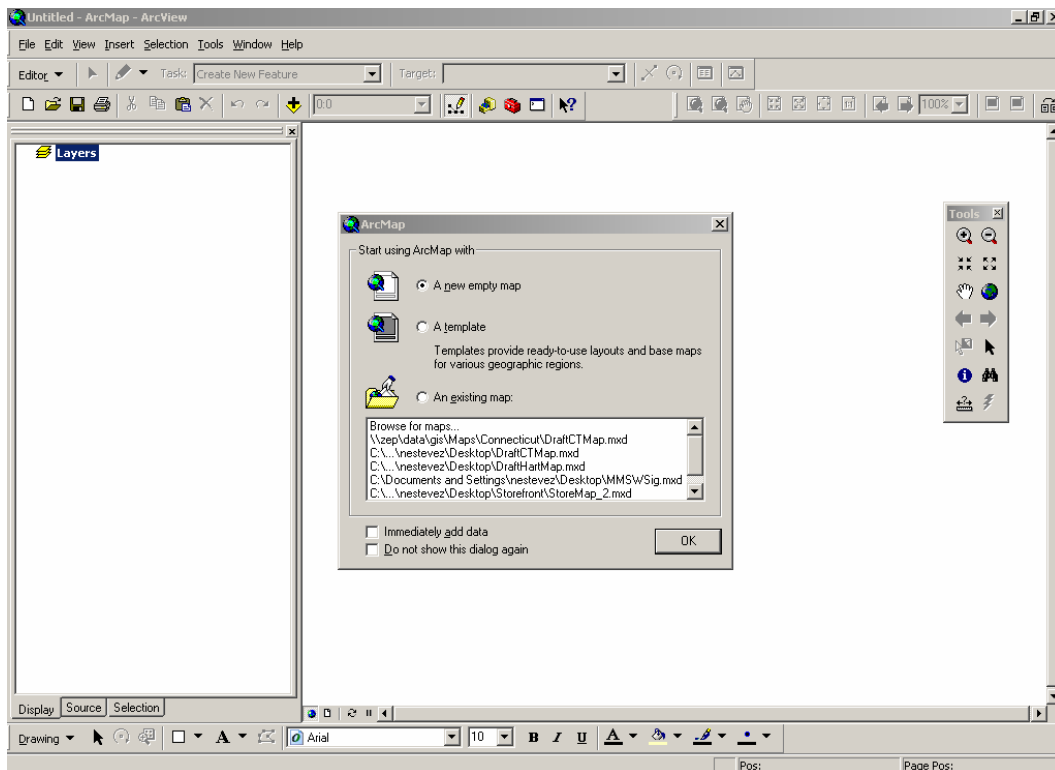 Untitled - ArcMap - ArcView
File Edit View Insert Selection Tools Window Help
Editor Task: Create New Feature Target:
0:0 100%
Layers
Tools
ArcMap
Start using ArcMap with
A new empty map
A template
Templates provide ready-to-use layouts and base maps
for various geographic regions.
An existing map:
Browse for maps...
\\zep\data\gis\Maps\Connecticut\DraftCTMap.mxd
C:\...\nestevez\Desktop\DraftCTMap.mxd
C:\...\nestevez\Desktop\DraftHartMap.mxd
C:\Documents and Settings\nestevez\Desktop\MMSWSig.mxd
C:\...\nestevez\Desktop\Storefront\StoreMap_2.mxd
Immediately add data
Do not show this dialog again
OK
Display Source Selection
Drawing A Arial 10 B I U A
Pos: Page Pos: